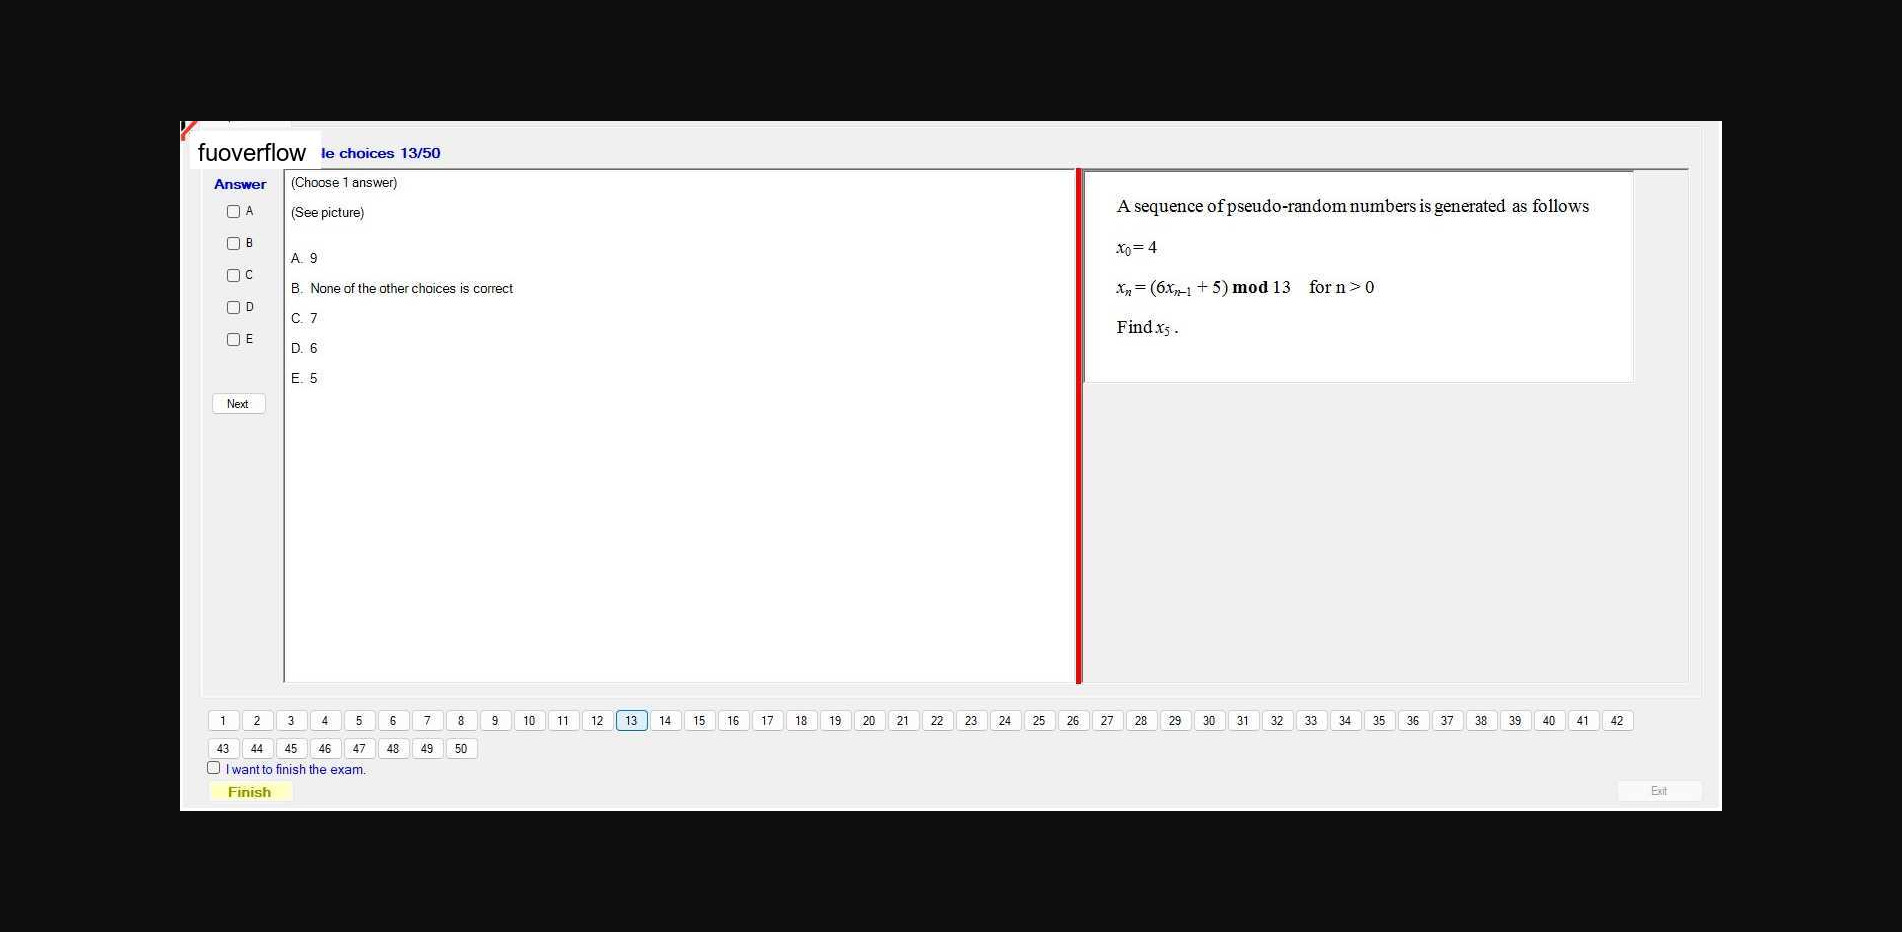 fuoverflow le choices 13/50
Answer
A
B
C
D
E
Next
(Choose 1 answer)
(See picture)
A. 9
B. None of the other choices is correct
C. 7
D. 6
E. 5
A sequence of pseudo-random numbers is generated as follows
x₀ = 4
xₙ = (6xₙ₋₁ + 5) mod 13 for n > 0
Find x₅ .
1 2 3 4 5 6 7 8 9 10 11 12 13 14 15 16 17 18 19 20 21 22 23 24 25 26 27 28 29 30 31 32 33 34 35 36 37 38 39 40 41 42
43 44 45 46 47 48 49 50
I want to finish the exam.
Finish
Exit